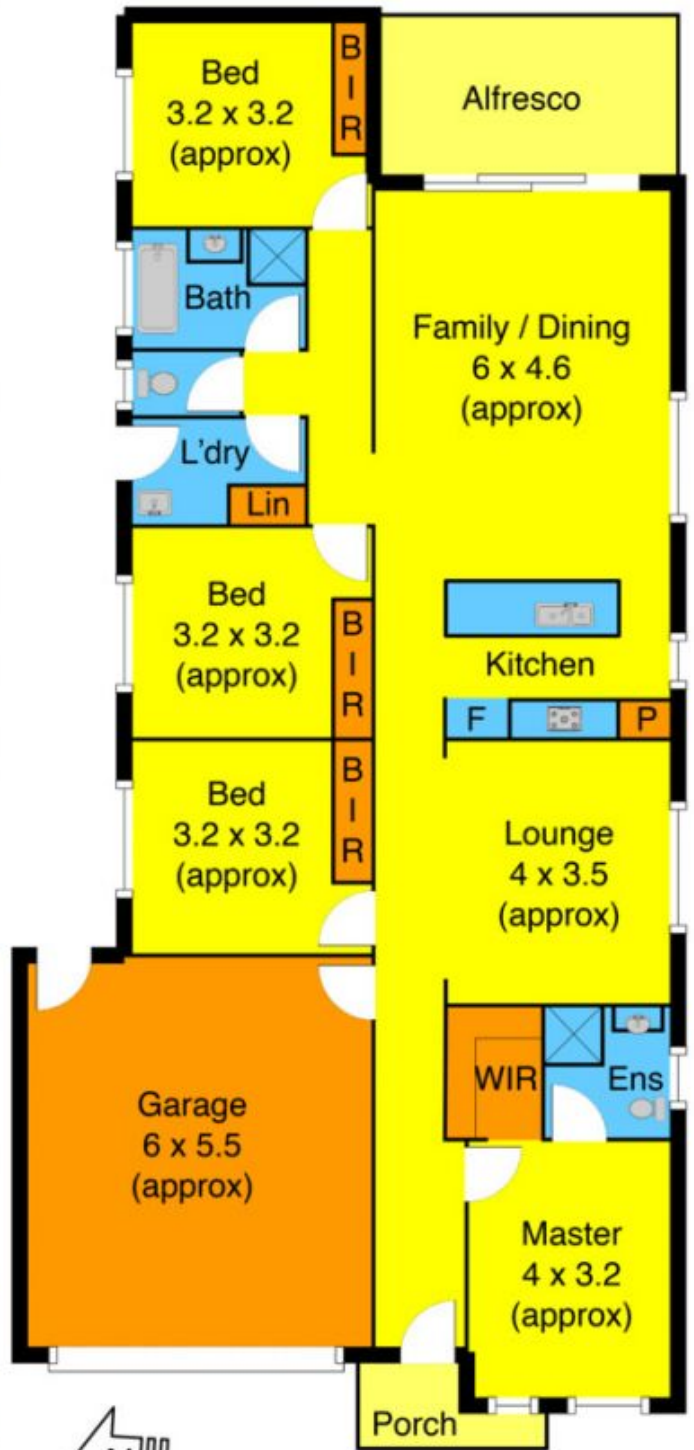 Bed
3.2 x 3.2
(approx)
B
I
R
Alfresco
Bath
Family / Dining
6 x 4.6
(approx)
L'dry
Lin
Bed
3.2 x 3.2
(approx)
B
I
R
Kitchen
F
P
Bed
3.2 x 3.2
(approx)
B
I
R
Lounge
4 x 3.5
(approx)
WIR
Ens
Garage
6 x 5.5
(approx)
Master
4 x 3.2
(approx)
Porch